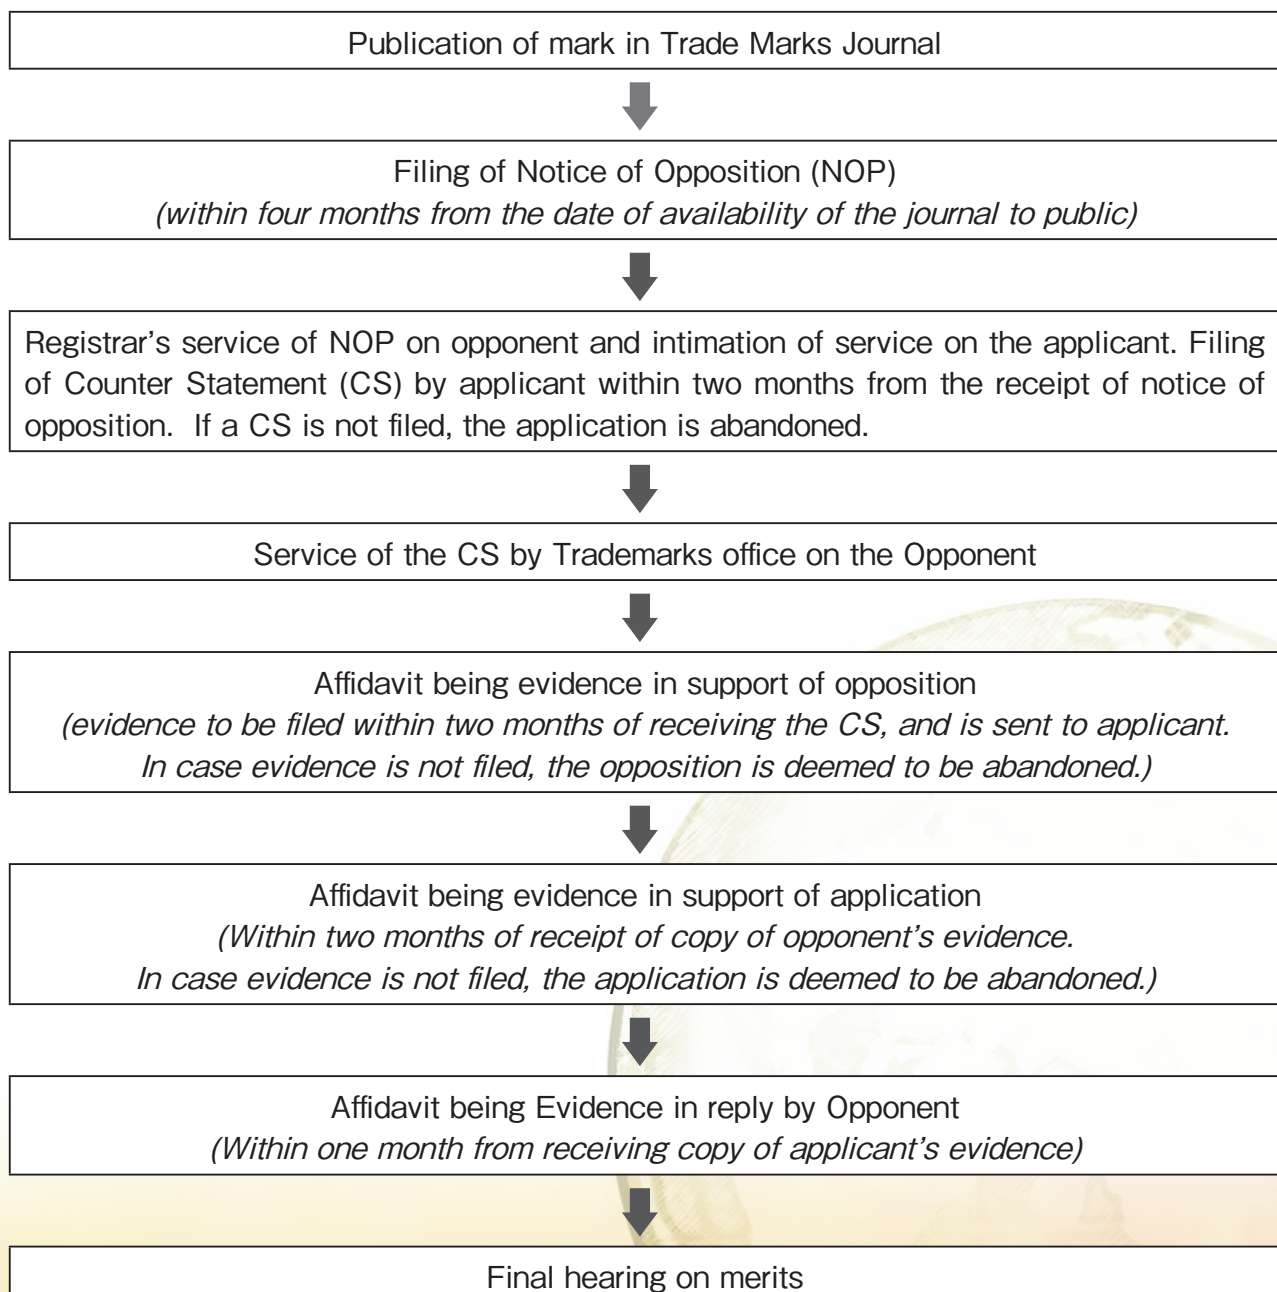 Publication of mark in Trade Marks Journal
Filing of Notice of Opposition (NOP)
(within four months from the date of availability of the journal to public)
Registrar's service of NOP on opponent and intimation of service on the applicant. Filing
of Counter Statement (CS) by applicant within two months from the receipt of notice of
opposition.  If a CS is not filed, the application is abandoned.
Service of the CS by Trademarks office on the Opponent
Affidavit being evidence in support of opposition
(evidence to be filed within two months of receiving the CS, and is sent to applicant.
In case evidence is not filed, the opposition is deemed to be abandoned.)
Affidavit being evidence in support of application
(Within two months of receipt of copy of opponent's evidence.
In case evidence is not filed, the application is deemed to be abandoned.)
Affidavit being Evidence in reply by Opponent
(Within one month from receiving copy of applicant's evidence)
Final hearing on merits